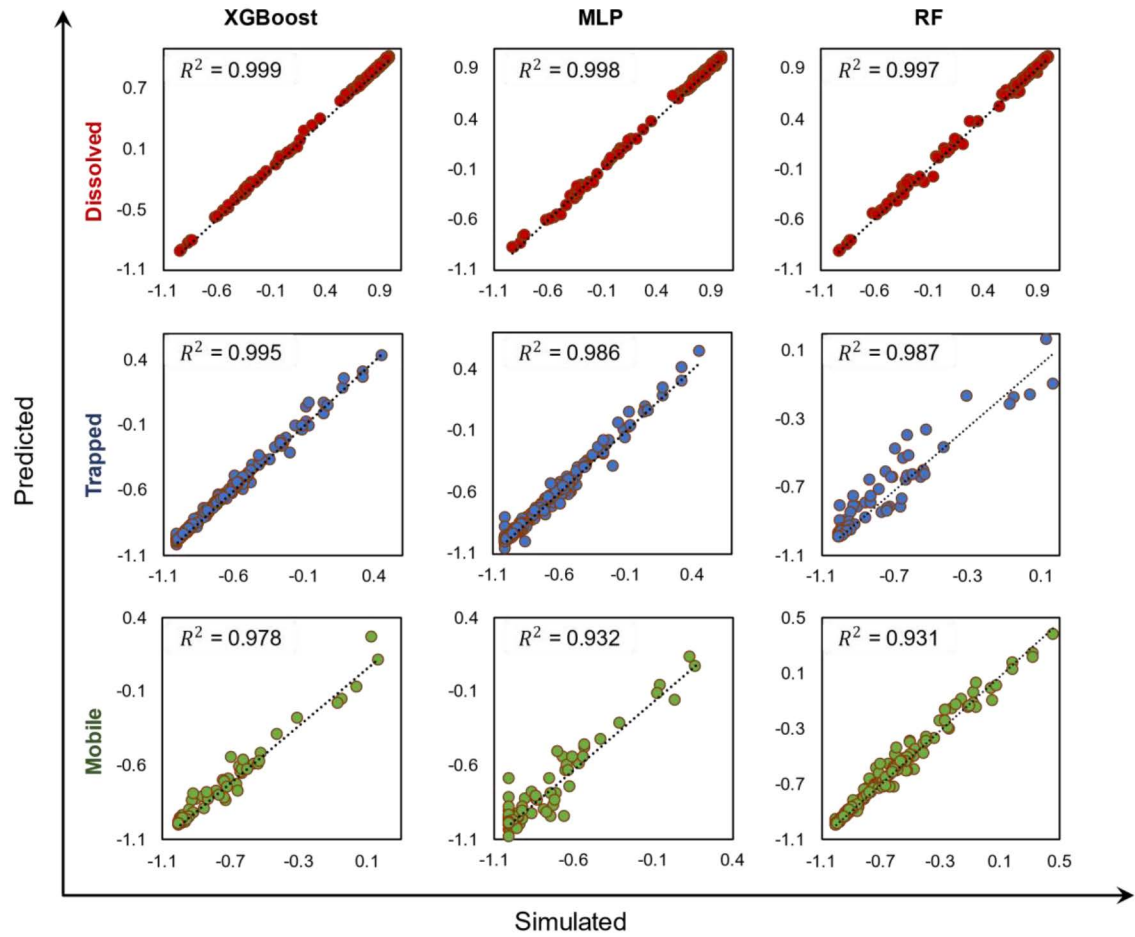 XGBoost MLP RF
Predicted
Dissolved
R² = 0.999
0.7
0.1
-0.5
-1.1
-1.1 -0.6 -0.1 0.4 0.9
R² = 0.998
0.9
0.4
-0.1
-0.6
-1.1
-1.1 -0.6 -0.1 0.4 0.9
R² = 0.997
0.9
0.4
-0.1
-0.6
-1.1
-1.1 -0.6 -0.1 0.4 0.9
Trapped
R² = 0.995
0.4
-0.1
-0.6
-1.1
-1.1 -0.6 -0.1 0.4
R² = 0.986
0.4
-0.1
-0.6
-1.1
-1.1 -0.6 -0.1 0.4
R² = 0.987
0.1
-0.3
-0.7
-1.1
-1.1 -0.7 -0.3 0.1
Mobile
R² = 0.978
0.4
-0.1
-0.6
-1.1
-1.1 -0.7 -0.3 0.1
R² = 0.932
0.4
-0.1
-0.6
-1.1
-1.1 -0.6 -0.1 0.4
R² = 0.931
0.5
0.1
-0.3
-0.7
-1.1
-1.1 -0.7 -0.3 0.1 0.5
Simulated